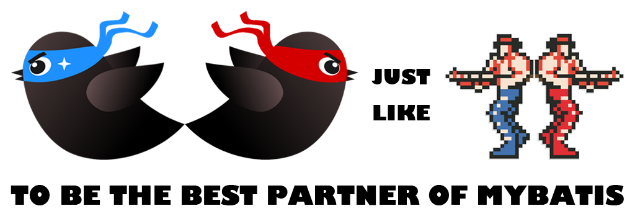 JUST
LIKE
TO BE THE BEST PARTNER OF MYBATIS